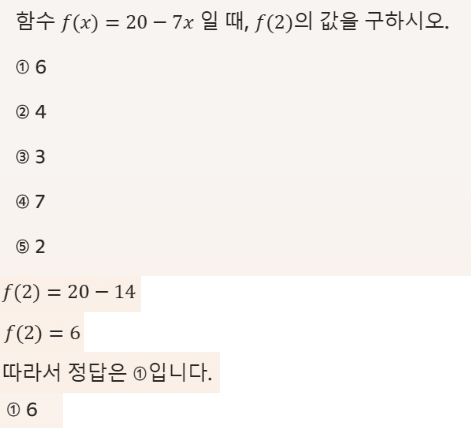 함수 f(x) = 20 − 7x 일 때, f(2)의 값을 구하시오.
① 6
② 4
③ 3
④ 7
⑤ 2
f(2) = 20 − 14
f(2) = 6
따라서 정답은 ①입니다.
① 6